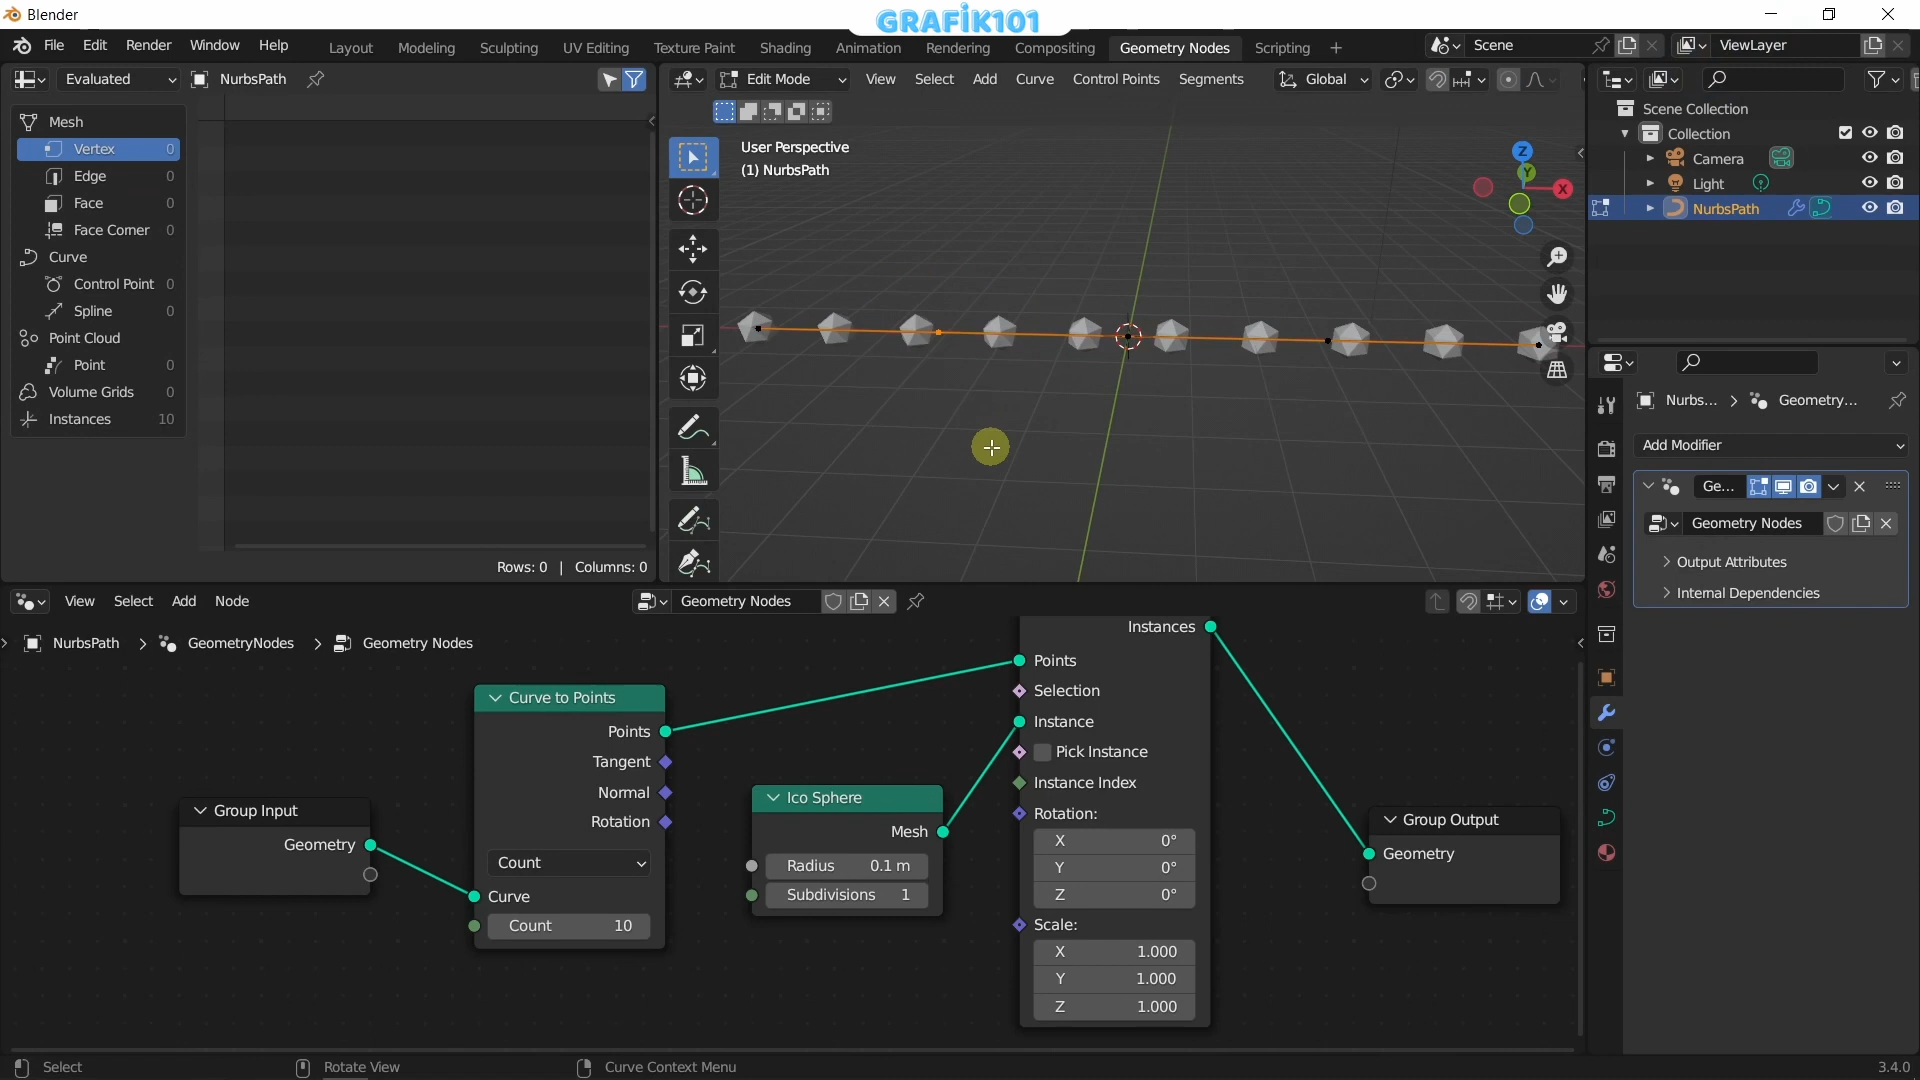 Blender
GRAFİK101
File Edit Render Window Help
Layout Modeling Sculpting UV Editing Texture Paint Shading Animation Rendering Compositing Geometry Nodes Scripting +
Scene
ViewLayer
Evaluated
NurbsPath
Edit Mode View Select Add Curve Control Points Segments Global
Mesh
Vertex 0
Edge 0
Face 0
Face Corner 0
Curve
Control Point 0
Spline 0
Point Cloud
Point 0
Volume Grids 0
Instances 10
Rows: 0 | Columns: 0
User Perspective
(1) NurbsPath
Z
Y
X
Scene Collection
Collection
Camera
Light
NurbsPath
Nurbs... > Geometry...
Add Modifier
Ge...
Geometry Nodes
> Output Attributes
> Internal Dependencies
View Select Add Node
Geometry Nodes
NurbsPath > GeometryNodes > Geometry Nodes
Group Input
Geometry
Curve to Points
Points
Tangent
Normal
Rotation
Count
Curve
Count 10
Ico Sphere
Mesh
Radius 0.1 m
Subdivisions 1
Instances
Points
Selection
Instance
Pick Instance
Instance Index
Rotation:
X 0°
Y 0°
Z 0°
Scale:
X 1.000
Y 1.000
Z 1.000
Group Output
Geometry
Select
Rotate View
Curve Context Menu
3.4.0